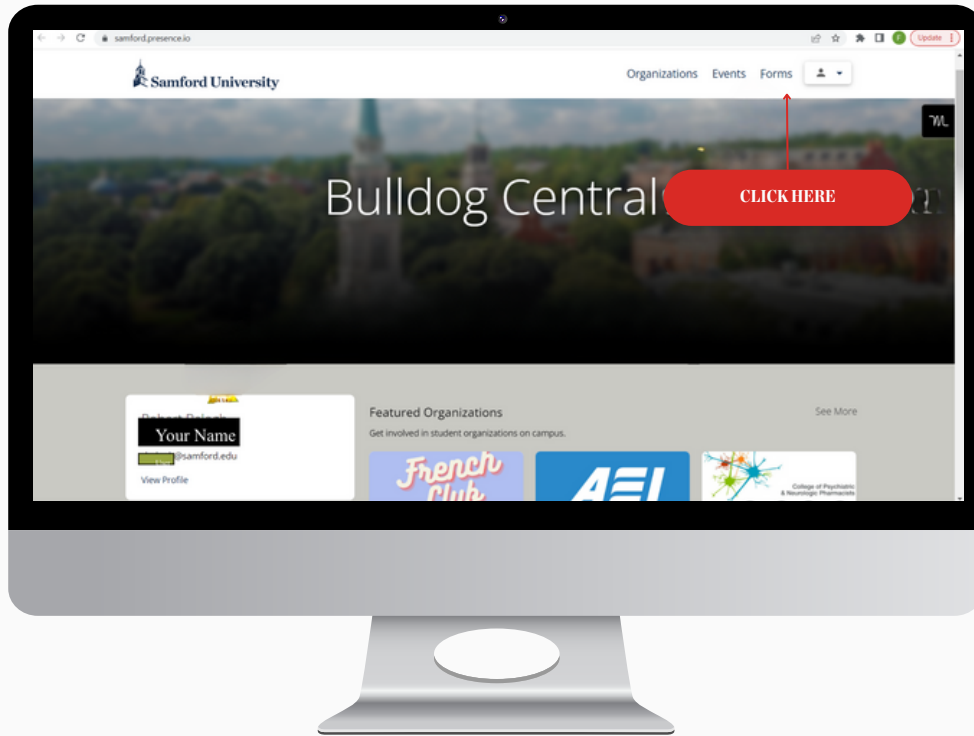 samford.presence.io
Update
Samford University
Organizations Events Forms
Bulldog Central
CLICK HERE
Your Name
@samford.edu
View Profile
Featured Organizations
See More
Get involved in student organizations on campus.
French
Club
AEI
College of Psychiatric
& Neurologic Pharmacists